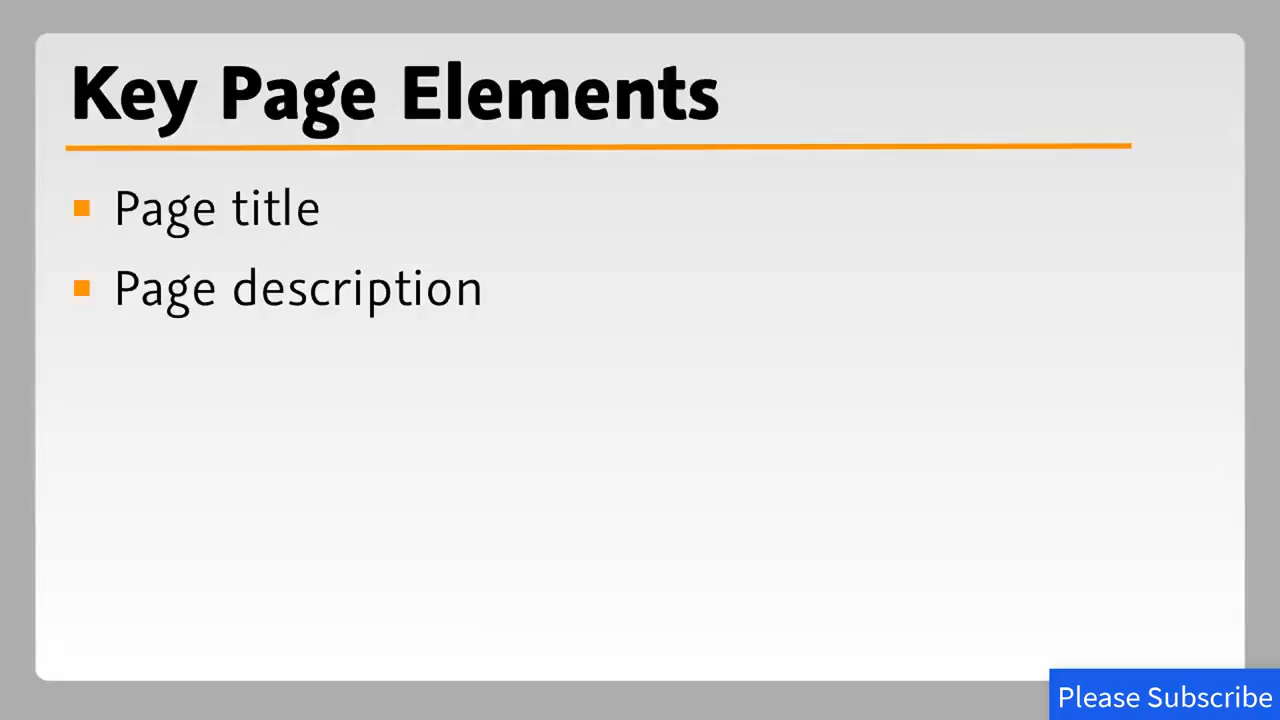 Key Page Elements
Page title
Page description
Please Subscribe